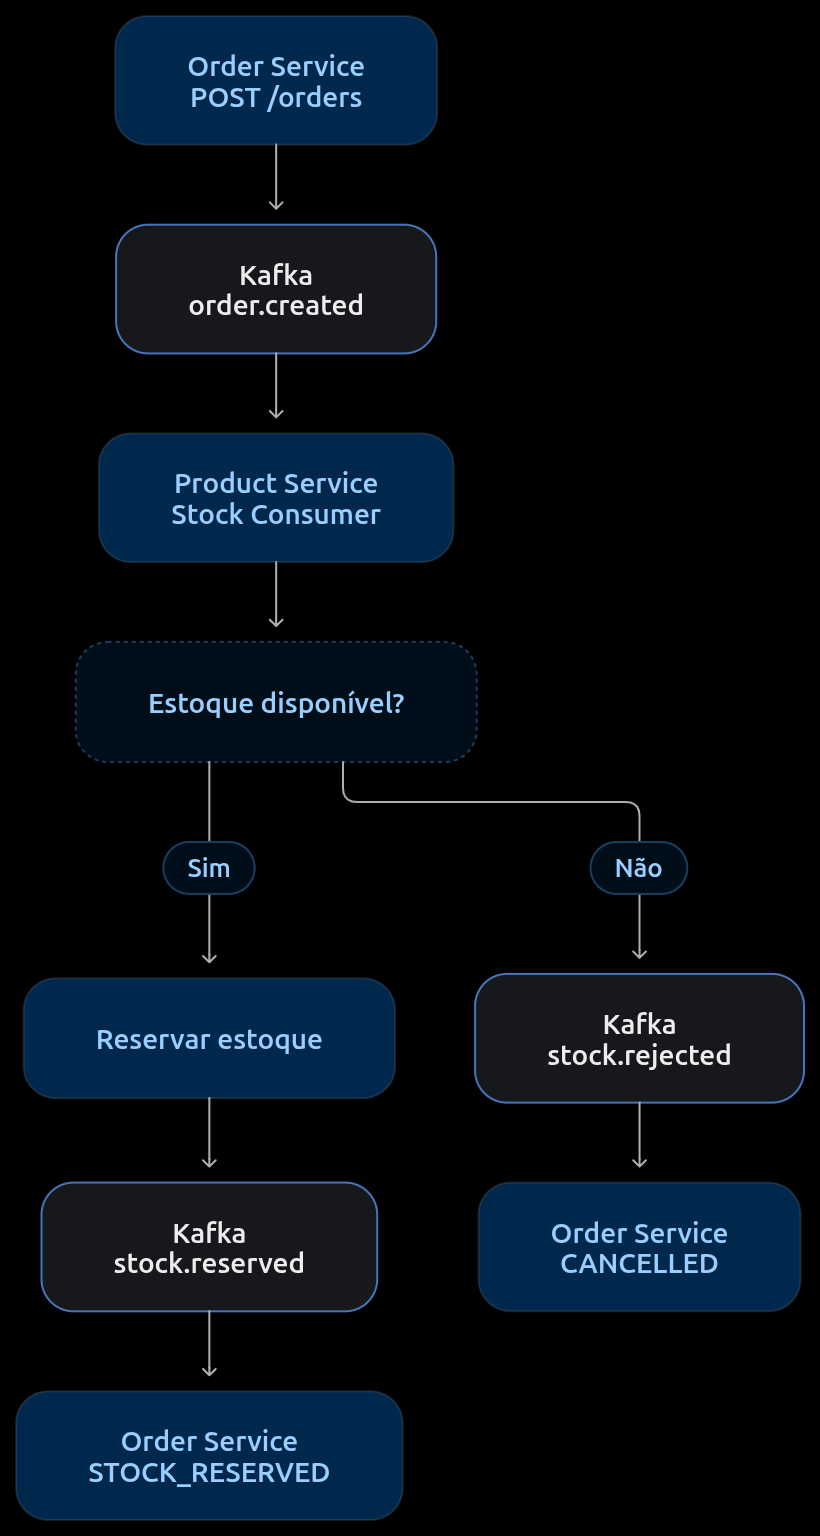 Order Service
POST /orders
Kafka
order.created
Product Service
Stock Consumer
Estoque disponível?
Sim
Não
Reservar estoque
Kafka
stock.rejected
Kafka
stock.reserved
Order Service
CANCELLED
Order Service
STOCK_RESERVED